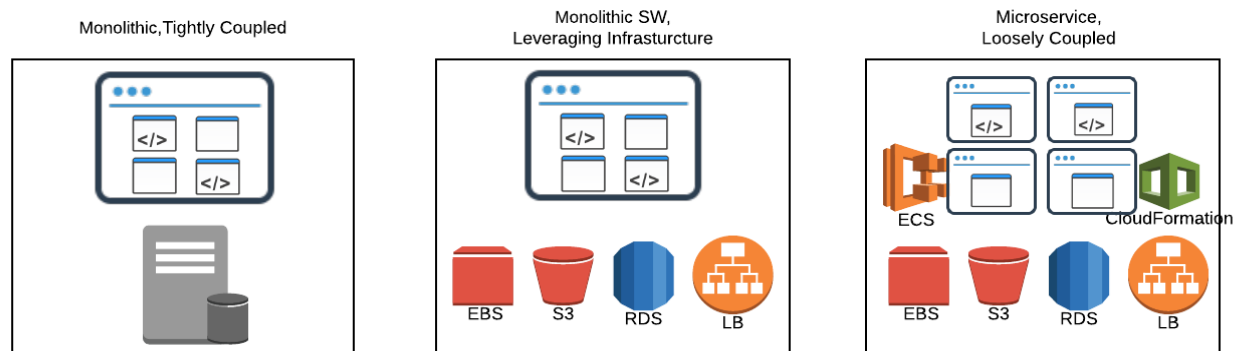 Monolithic,Tightly Coupled
Monolithic SW,
Leveraging Infrasturcture
Microservice,
Loosely Coupled
</>
</>
</>
</>
</>
</>
ECS
CloudFormation
EBS
S3
RDS
LB
EBS
S3
RDS
LB